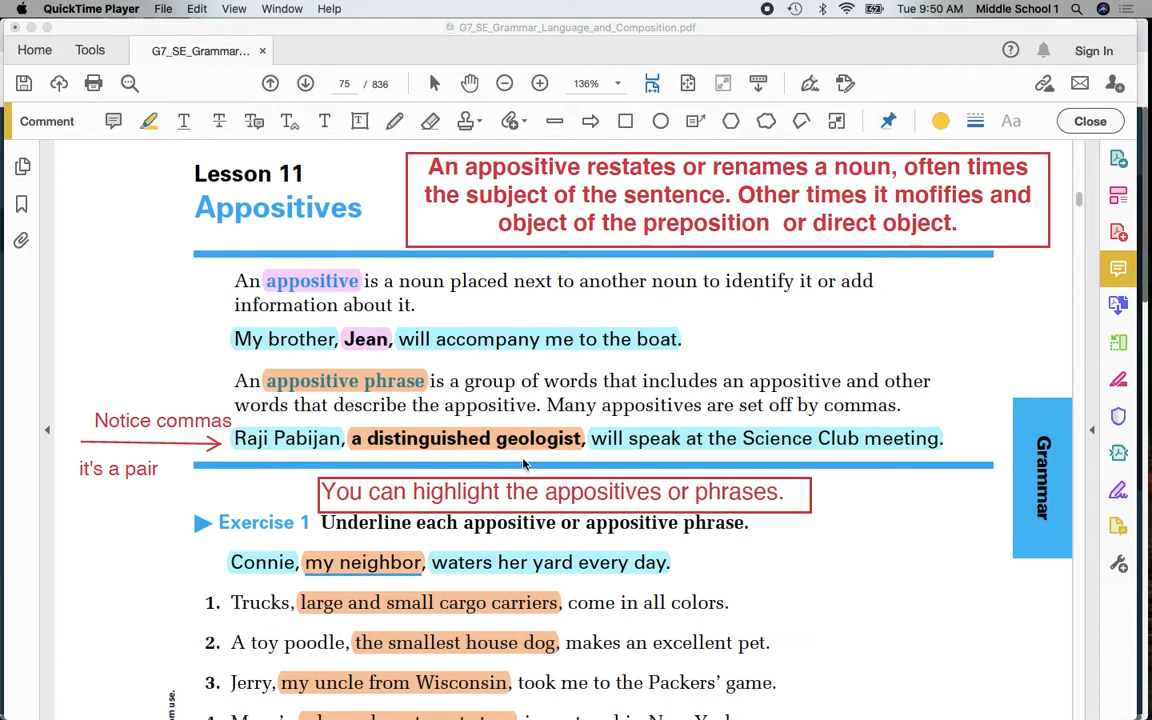 QuickTime Player File Edit View Window Help Tue 9:50 AM Middle School 1
G7_SE_Grammar_Language_and_Composition.pdf
Home Tools G7_SE_Grammar... × Sign In
75 / 836 136%
Comment Aa Close
Lesson 11
Appositives
An appositive restates or renames a noun, often times
the subject of the sentence. Other times it mofifies and
object of the preposition or direct object.
An appositive is a noun placed next to another noun to identify it or add
information about it.
My brother, Jean, will accompany me to the boat.
An appositive phrase is a group of words that includes an appositive and other
words that describe the appositive. Many appositives are set off by commas.
Notice commas
Raji Pabijan, a distinguished geologist, will speak at the Science Club meeting.
it's a pair
Grammar
You can highlight the appositives or phrases.
Exercise 1 Underline each appositive or appositive phrase.
Connie, my neighbor, waters her yard every day.
1. Trucks, large and small cargo carriers, come in all colors.
2. A toy poodle, the smallest house dog, makes an excellent pet.
3. Jerry, my uncle from Wisconsin, took me to the Packers' game.